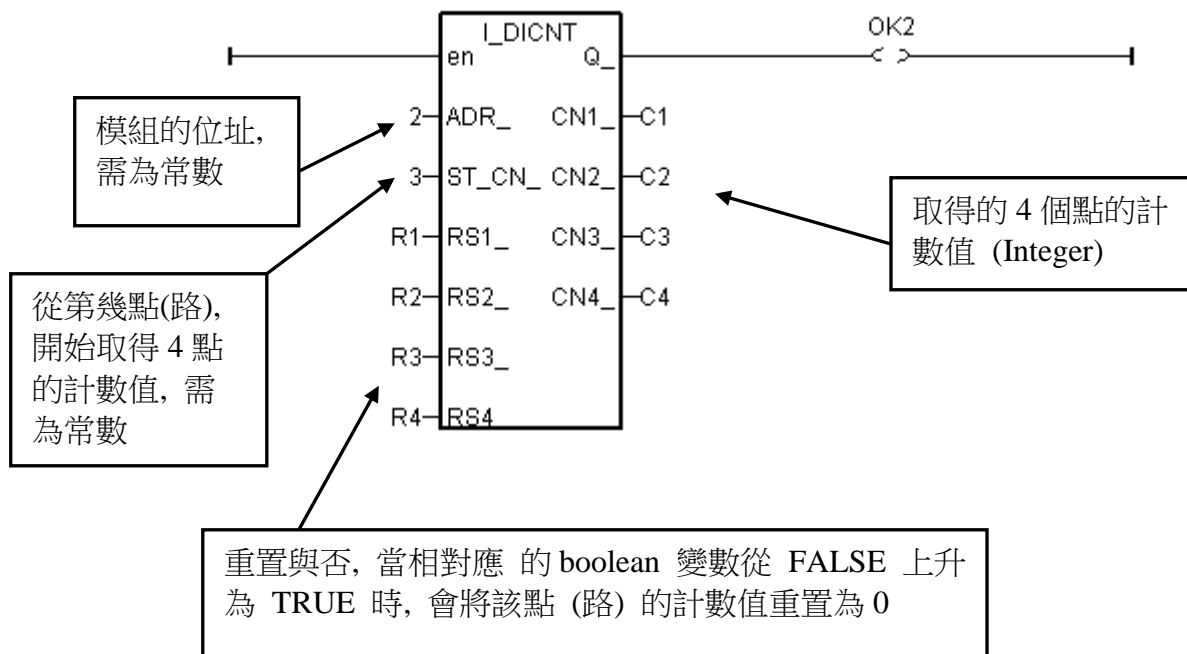 I_DICNT
OK2
en Q_
模組的位址,
需為常數
2 ADR_ CN1_ C1
3 ST_CN_ CN2_ C2
R1 RS1_ CN3_ C3
R2 RS2_ CN4_ C4
R3 RS3_
R4 RS4
取得的 4 個點的計
數值 (Integer)
從第幾點(路),
開始取得 4 點
的計數值, 需
為常數
重置與否, 當相對應 的 boolean 變數從 FALSE 上升
為 TRUE 時, 會將該點 (路) 的計數值重置為 0